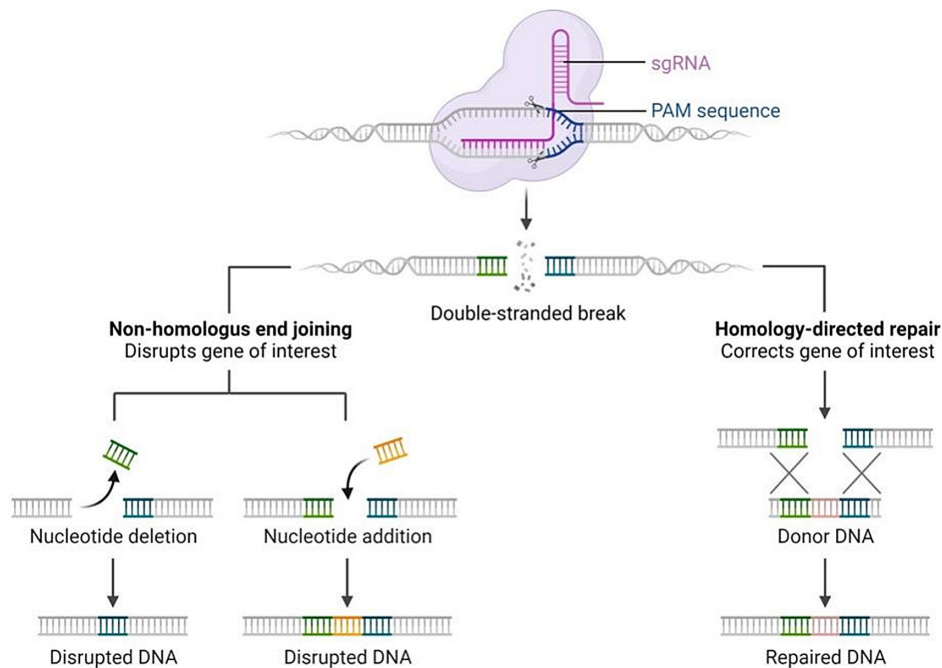 sgRNA
PAM sequence
Double-stranded break
Non-homologus end joining
Disrupts gene of interest
Homology-directed repair
Corrects gene of interest
Nucleotide deletion
Nucleotide addition
Donor DNA
Disrupted DNA
Disrupted DNA
Repaired DNA